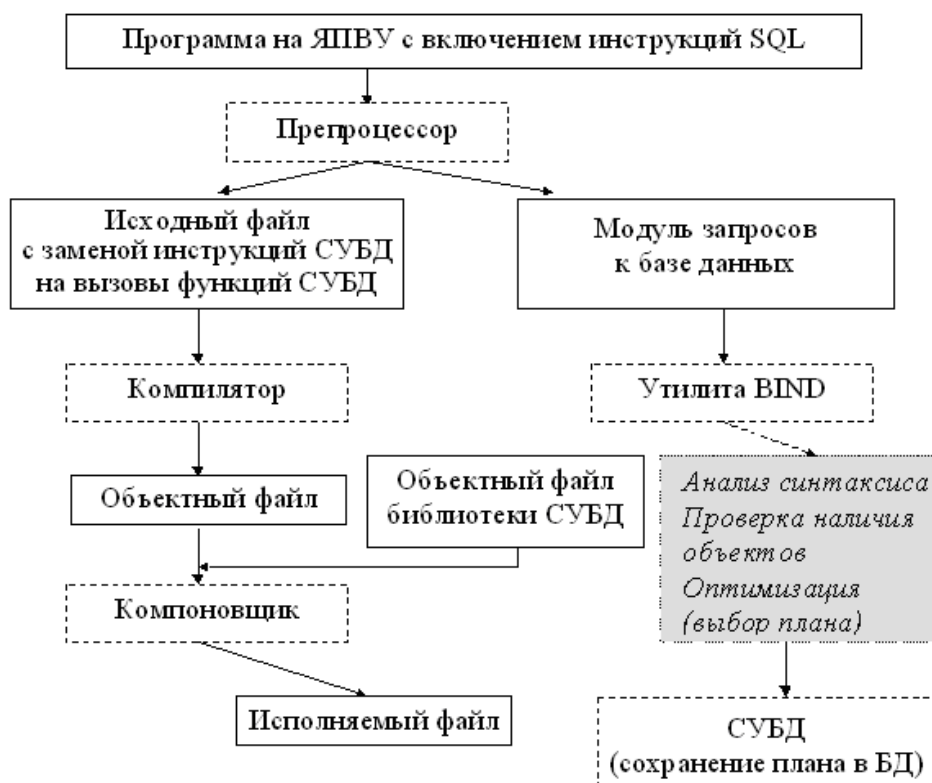 Программа на ЯПВУ с включением инструкций SQL
Препроцессор
Исходный файл
с заменой инструкций СУБД
на вызовы функций СУБД
Модуль запросов
к базе данных
Компилятор
Утилита BIND
Объектный файл
Объектный файл
библиотеки СУБД
Анализ синтаксиса
Проверка наличия
объектов
Оптимизация
(выбор плана)
Компоновщик
Исполняемый файл
СУБД
(сохранение плана в БД)